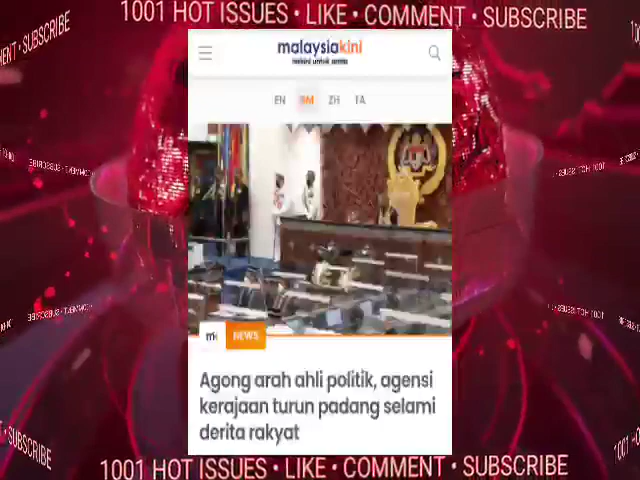 1001 HOT ISSUES • LIKE • COMMENT • SUBSCRIBE
malaysiakini
EN BM ZH TA
NEWS
Agong arah ahli politik, agensi
kerajaan turun padang selami
derita rakyat
1001 HOT ISSUES • LIKE • COMMENT • SUBSCRIBE